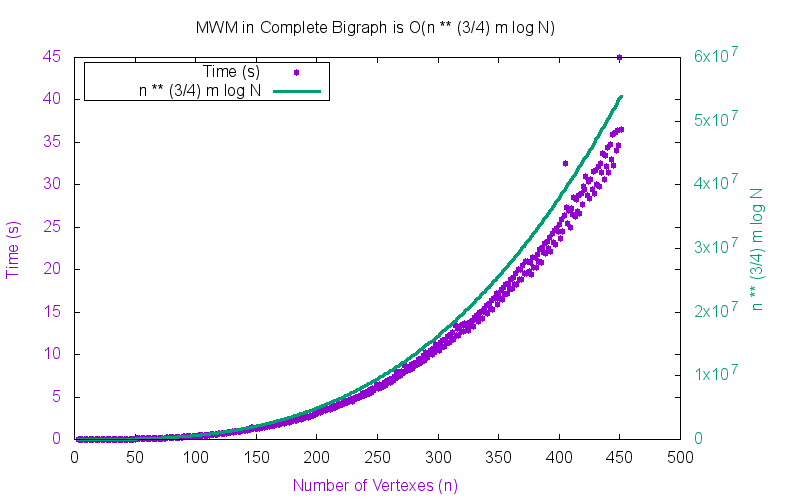 MWM in Complete Bigraph is O(n ** (3/4) m log N)
Time (s)
n ** (3/4) m log N
45
40
35
30
25
20
15
10
5
0
6x10^7
5x10^7
4x10^7
3x10^7
2x10^7
1x10^7
0
Time (s)
n ** (3/4) m log N
0 50 100 150 200 250 300 350 400 450 500
Number of Vertexes (n)